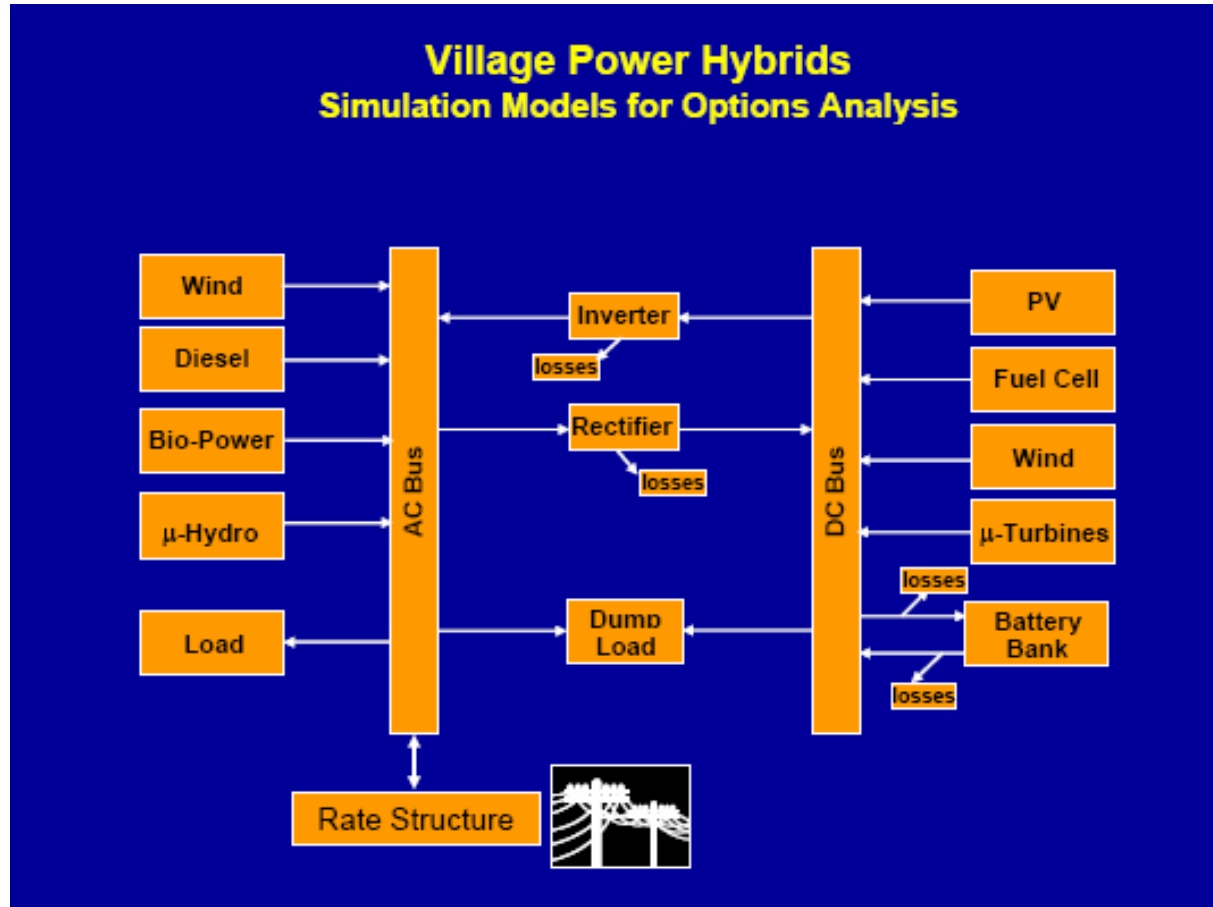 Village Power Hybrids
Simulation Models for Options Analysis
Wind
Diesel
Bio-Power
μ-Hydro
Load
AC Bus
Inverter
losses
Rectifier
losses
Dump
Load
DC Bus
PV
Fuel Cell
Wind
μ-Turbines
losses
Battery
Bank
losses
Rate Structure